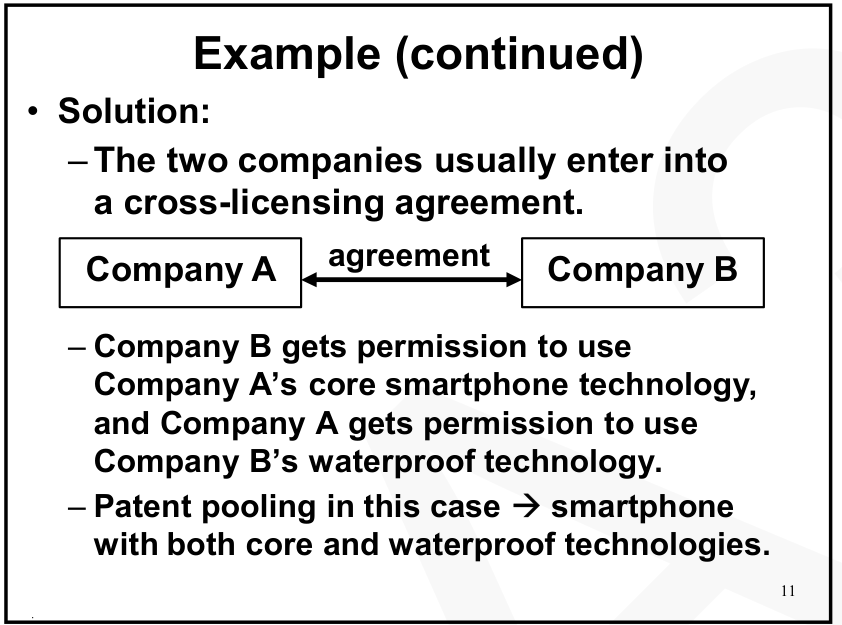 Example (continued)
• Solution:
– The two companies usually enter into
a cross-licensing agreement.
Company A
agreement
Company B
– Company B gets permission to use
Company A’s core smartphone technology,
and Company A gets permission to use
Company B’s waterproof technology.
– Patent pooling in this case → smartphone
with both core and waterproof technologies.
11